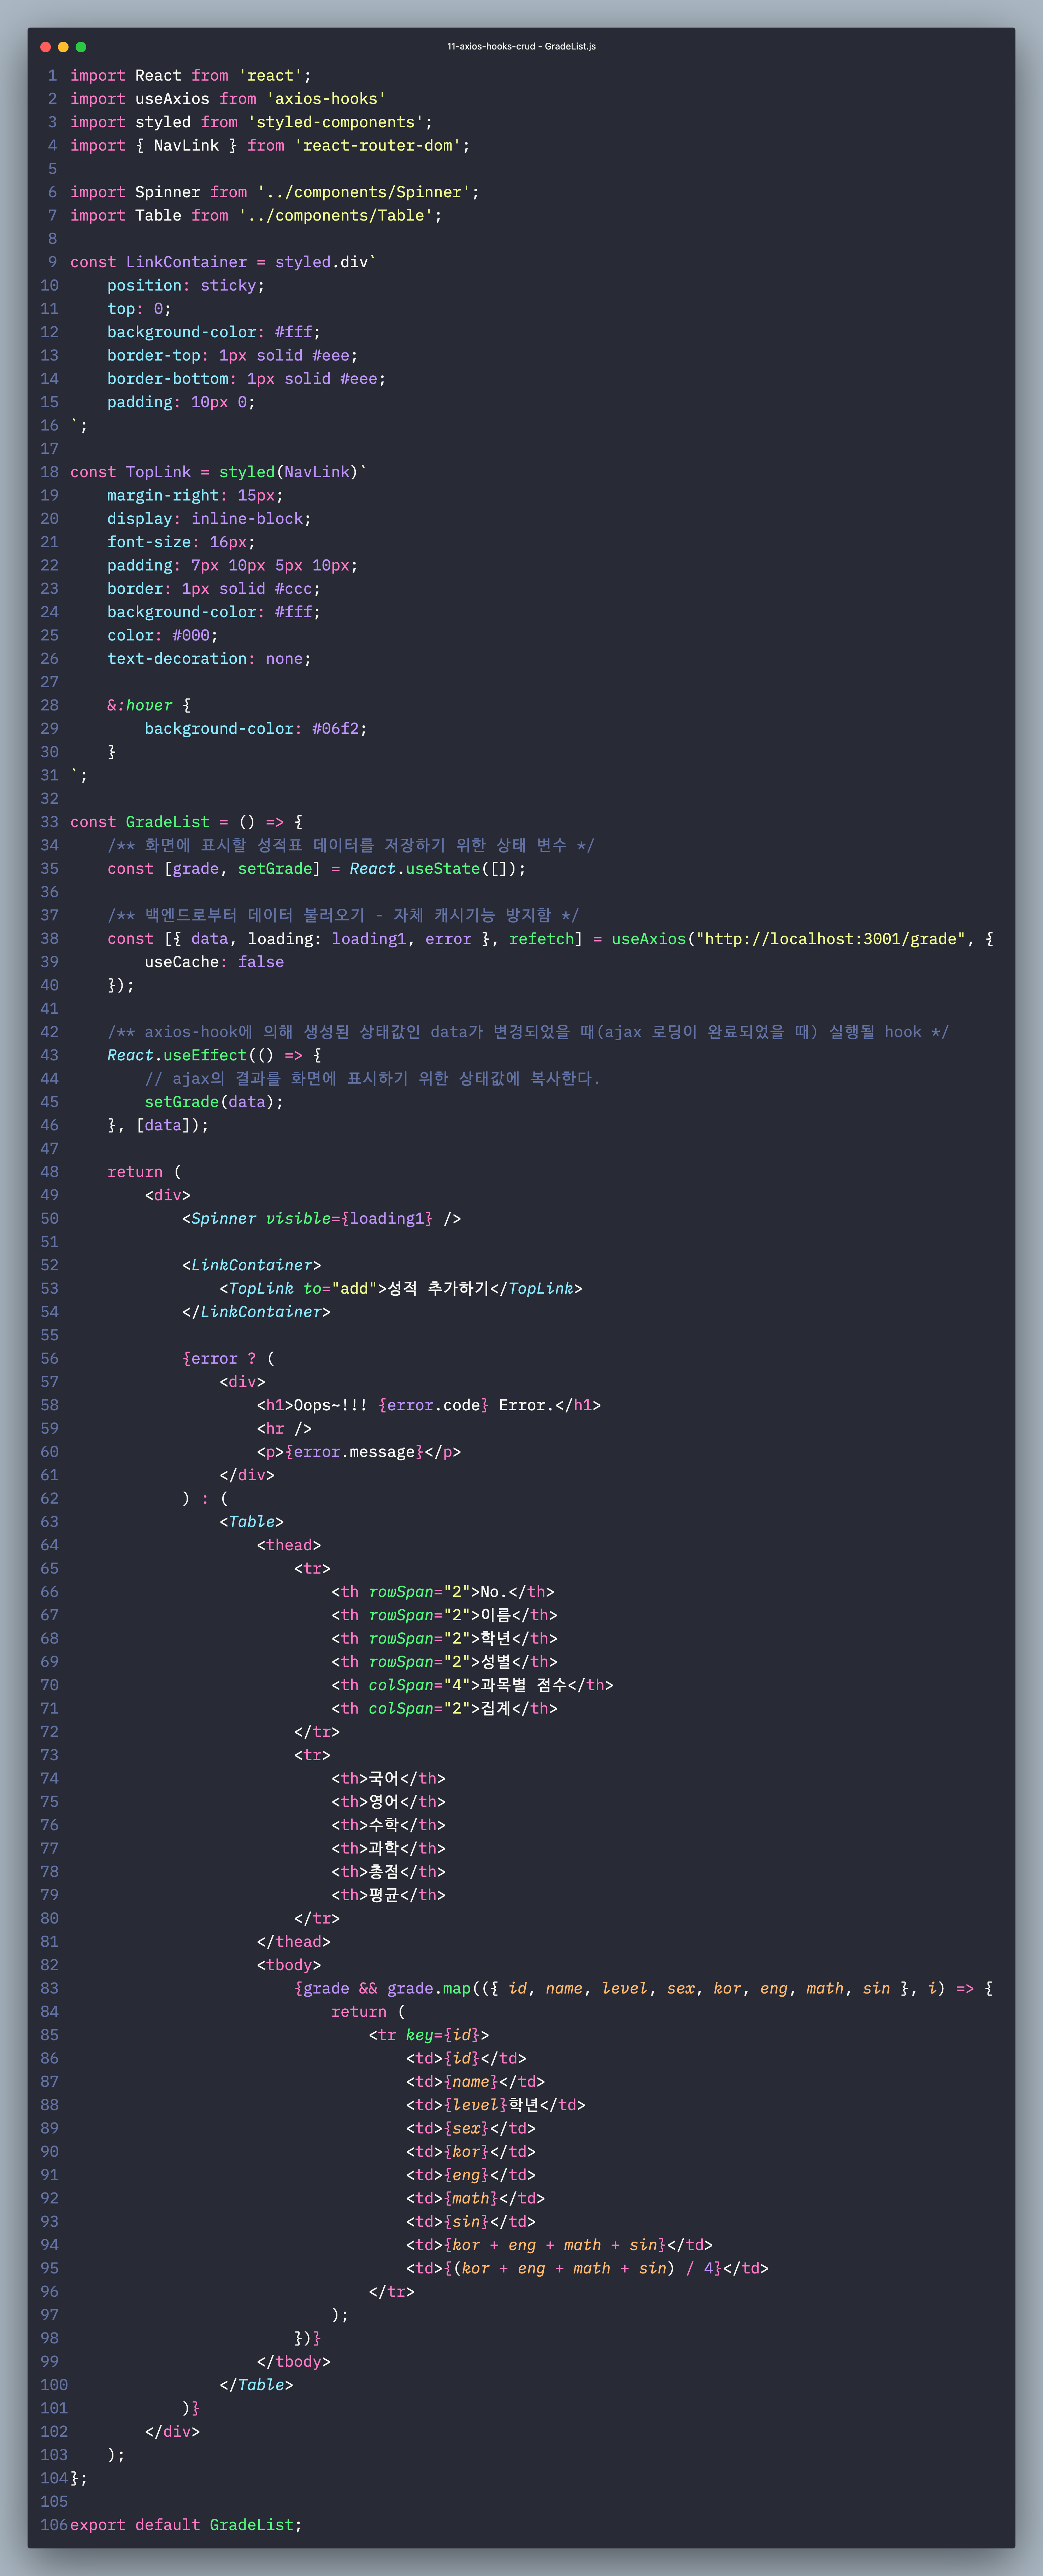 11-axios-hooks-crud - GradeList.js
1 import React from 'react';
2 import useAxios from 'axios-hooks'
3 import styled from 'styled-components';
4 import { NavLink } from 'react-router-dom';
5
6 import Spinner from '../components/Spinner';
7 import Table from '../components/Table';
8
9 const LinkContainer = styled.div`
10     position: sticky;
11     top: 0;
12     background-color: #fff;
13     border-top: 1px solid #eee;
14     border-bottom: 1px solid #eee;
15     padding: 10px 0;
16 `;
17
18 const TopLink = styled(NavLink)`
19     margin-right: 15px;
20     display: inline-block;
21     font-size: 16px;
22     padding: 7px 10px 5px 10px;
23     border: 1px solid #ccc;
24     background-color: #fff;
25     color: #000;
26     text-decoration: none;
27
28     &:hover {
29         background-color: #06f2;
30     }
31 `;
32
33 const GradeList = () => {
34     /** 화면에 표시할 성적표 데이터를 저장하기 위한 상태 변수 */
35     const [grade, setGrade] = React.useState([]);
36
37     /** 백엔드로부터 데이터 불러오기 - 자체 캐시기능 방지함 */
38     const [{ data, loading: loading1, error }, refetch] = useAxios("http://localhost:3001/grade", {
39         useCache: false
40     });
41
42     /** axios-hook에 의해 생성된 상태값인 data가 변경되었을 때(ajax 로딩이 완료되었을 때) 실행될 hook */
43     React.useEffect(() => {
44         // ajax의 결과를 화면에 표시하기 위한 상태값에 복사한다.
45         setGrade(data);
46     }, [data]);
47
48     return (
49         <div>
50             <Spinner visible={loading1} />
51
52             <LinkContainer>
53                 <TopLink to="add">성적 추가하기</TopLink>
54             </LinkContainer>
55
56             {error ? (
57                 <div>
58                     <h1>Oops~!!! {error.code} Error.</h1>
59                     <hr />
60                     <p>{error.message}</p>
61                 </div>
62             ) : (
63                 <Table>
64                     <thead>
65                         <tr>
66                             <th rowSpan="2">No.</th>
67                             <th rowSpan="2">이름</th>
68                             <th rowSpan="2">학년</th>
69                             <th rowSpan="2">성별</th>
70                             <th colSpan="4">과목별 점수</th>
71                             <th colSpan="2">집계</th>
72                         </tr>
73                         <tr>
74                             <th>국어</th>
75                             <th>영어</th>
76                             <th>수학</th>
77                             <th>과학</th>
78                             <th>총점</th>
79                             <th>평균</th>
80                         </tr>
81                     </thead>
82                     <tbody>
83                         {grade && grade.map(({ id, name, level, sex, kor, eng, math, sin }, i) => {
84                             return (
85                                 <tr key={id}>
86                                     <td>{id}</td>
87                                     <td>{name}</td>
88                                     <td>{level}학년</td>
89                                     <td>{sex}</td>
90                                     <td>{kor}</td>
91                                     <td>{eng}</td>
92                                     <td>{math}</td>
93                                     <td>{sin}</td>
94                                     <td>{kor + eng + math + sin}</td>
95                                     <td>{(kor + eng + math + sin) / 4}</td>
96                                 </tr>
97                             );
98                         })}
99                     </tbody>
100                 </Table>
101             )}
102         </div>
103     );
104 };
105
106 export default GradeList;